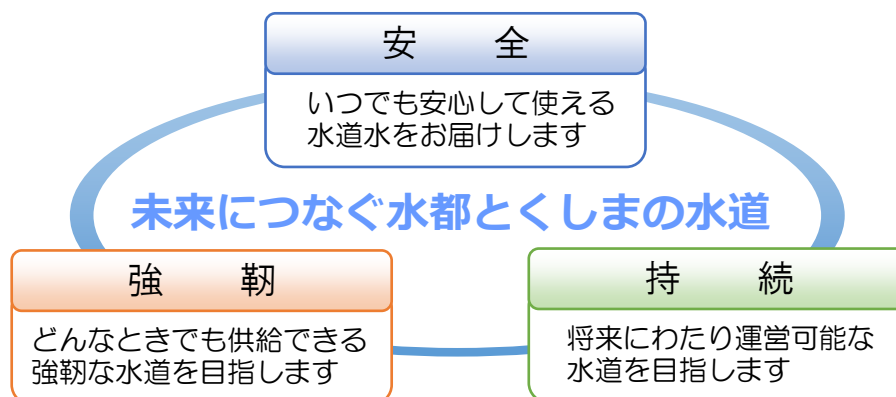 安　全
いつでも安心して使える
水道水をお届けします
未来につなぐ水都とくしまの水道
強　靭
どんなときでも供給できる
強靭な水道を目指します
持　続
将来にわたり運営可能な
水道を目指します